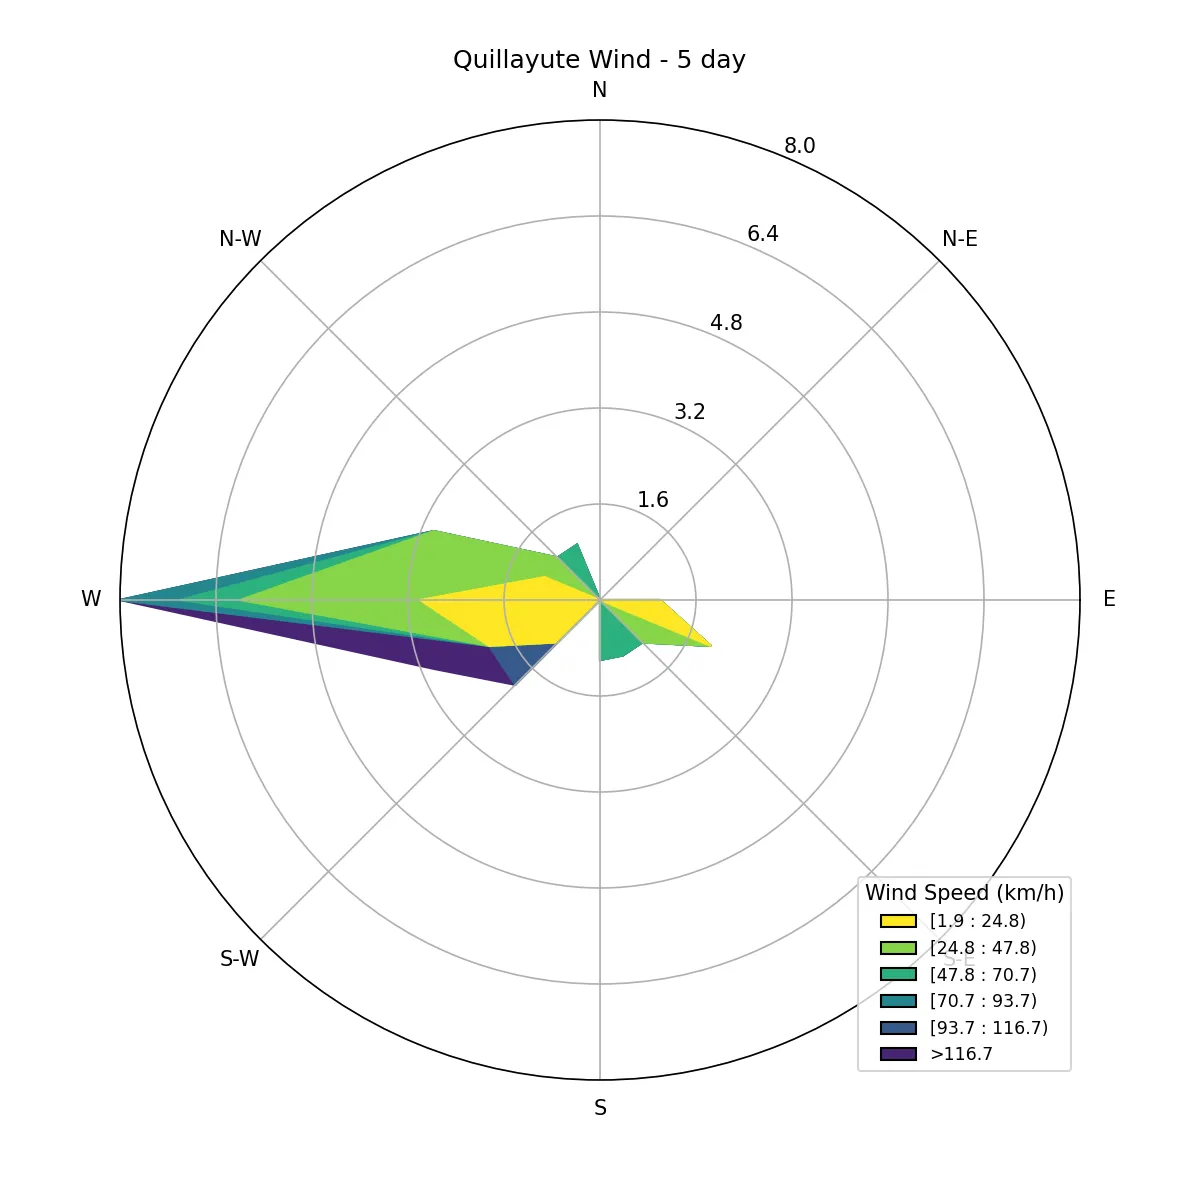 Quillayute Wind - 5 day
N
8.0
N-W
6.4
N-E
4.8
3.2
1.6
W
E
S-W
S-E
S
Wind Speed (km/h)
[1.9 : 24.8)
[24.8 : 47.8)
[47.8 : 70.7)
[70.7 : 93.7)
[93.7 : 116.7)
>116.7